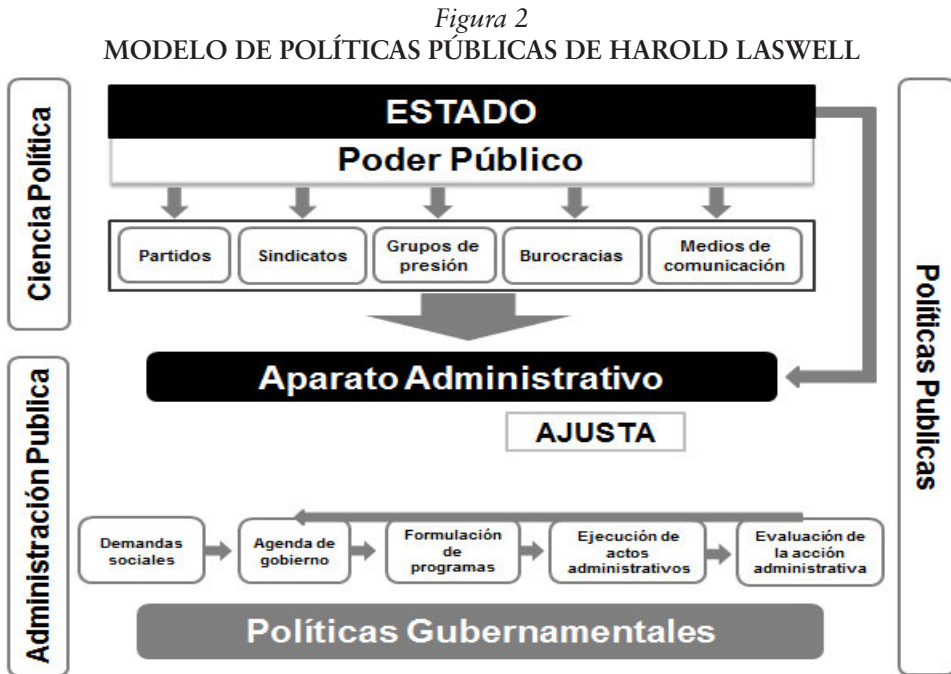 Figura 2
MODELO DE POLÍTICAS PÚBLICAS DE HAROLD LASWELL
Ciencia Política
ESTADO
Poder Público
Partidos
Sindicatos
Grupos de
presión
Burocracias
Medios de
comunicación
Aparato Administrativo
AJUSTA
Administración Publica
Demandas
sociales
Agenda de
gobierno
Formulación
de
programas
Ejecución de
actos
administrativos
Evaluación de
la acción
administrativa
Políticas Gubernamentales
Políticas Publicas